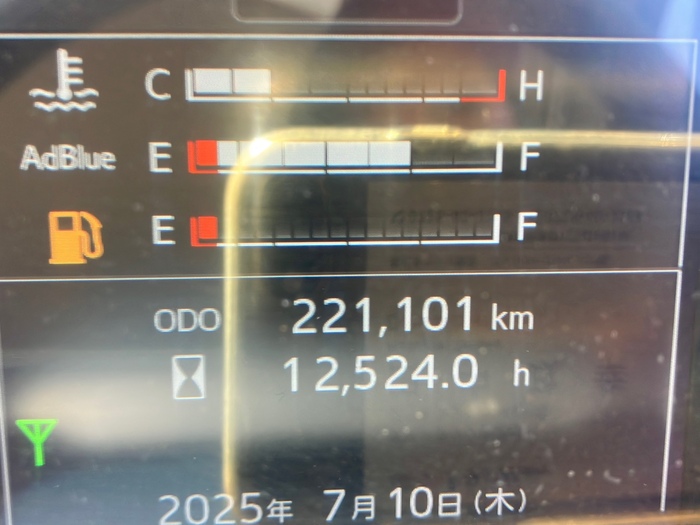 C H
AdBlue E F
E F
ODO 221,101 km
12,524.0 h
2025年 7月10日(木)